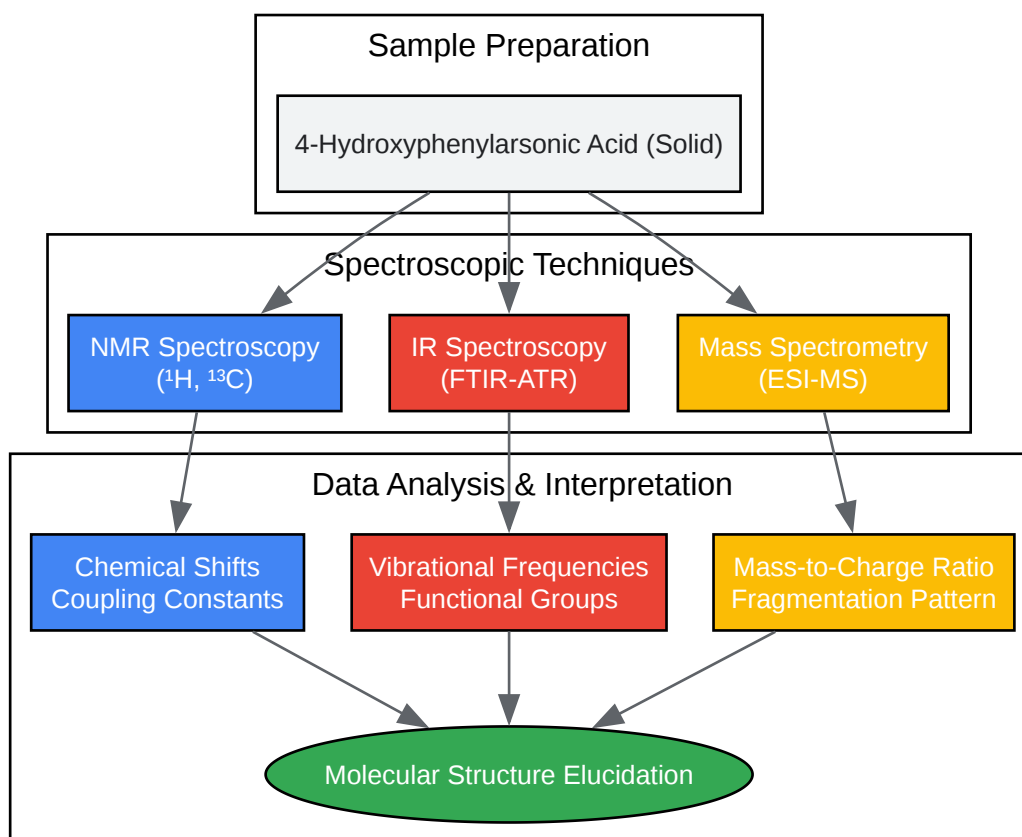 Sample Preparation
4-Hydroxyphenylarsonic Acid (Solid)
Spectroscopic Techniques
NMR Spectroscopy
(¹H, ¹³C)
IR Spectroscopy
(FTIR-ATR)
Mass Spectrometry
(ESI-MS)
Data Analysis & Interpretation
Chemical Shifts
Coupling Constants
Vibrational Frequencies
Functional Groups
Mass-to-Charge Ratio
Fragmentation Pattern
Molecular Structure Elucidation